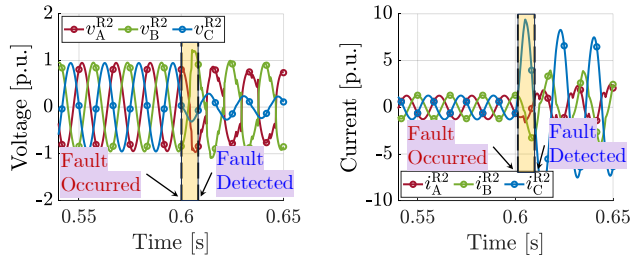 2
1
0
-1
-2
Voltage [p.u.]
v_A^R2 v_B^R2 v_C^R2
Fault
Occurred
Fault
Detected
0.55 0.6 0.65
Time [s]
10
5
0
-5
-10
Current [p.u.]
Fault
Occurred
Fault
Detected
i_A^R2 i_B^R2 i_C^R2
0.55 0.6 0.65
Time [s]